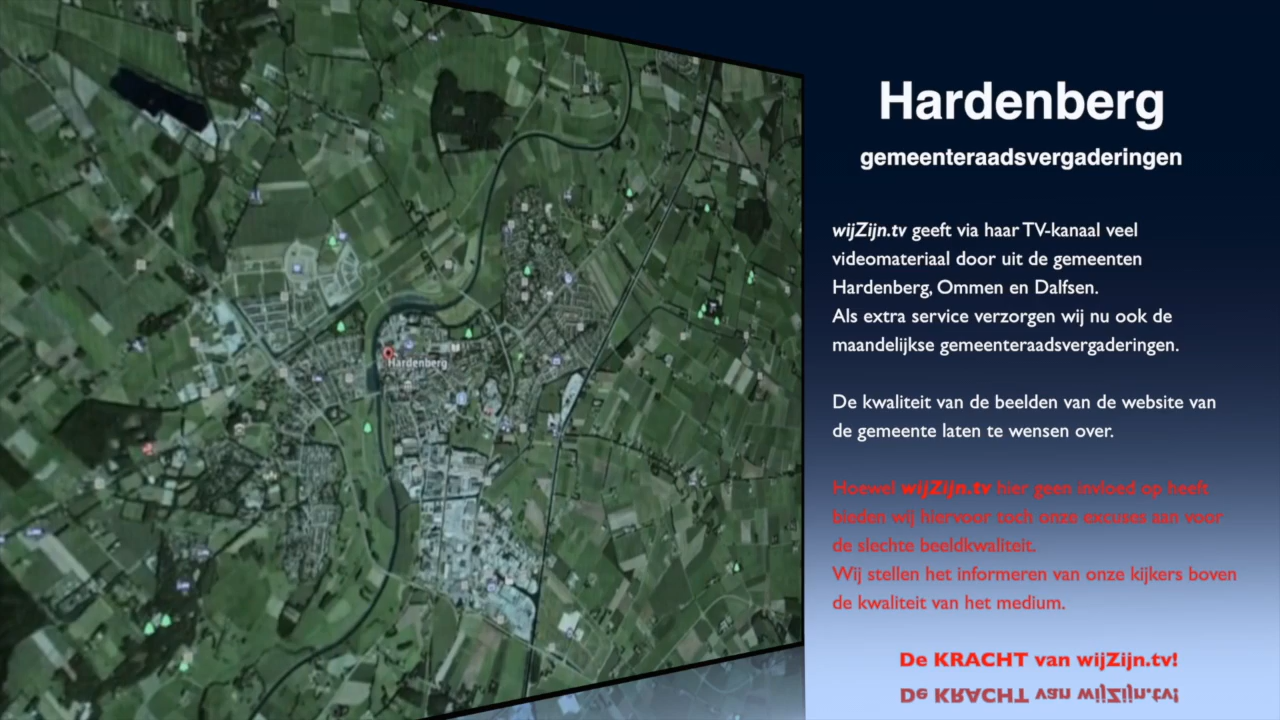 Hardenberg
gemeenteraadsvergaderingen
wijZijn.tv geeft via haar TV-kanaal veel
videomateriaal door uit de gemeenten
Hardenberg, Ommen en Dalfsen.
Als extra service verzorgen wij nu ook de
maandelijkse gemeenteraadsvergaderingen.
De kwaliteit van de beelden van de website van
de gemeente laten te wensen over.
Hoewel wijZijn.tv hier geen invloed op heeft
bieden wij hiervoor toch onze excuses aan voor
de slechte beeldkwaliteit.
Wij stellen het informeren van onze kijkers boven
de kwaliteit van het medium.
De KRACHT van wijZijn.tv!
Hardenberg